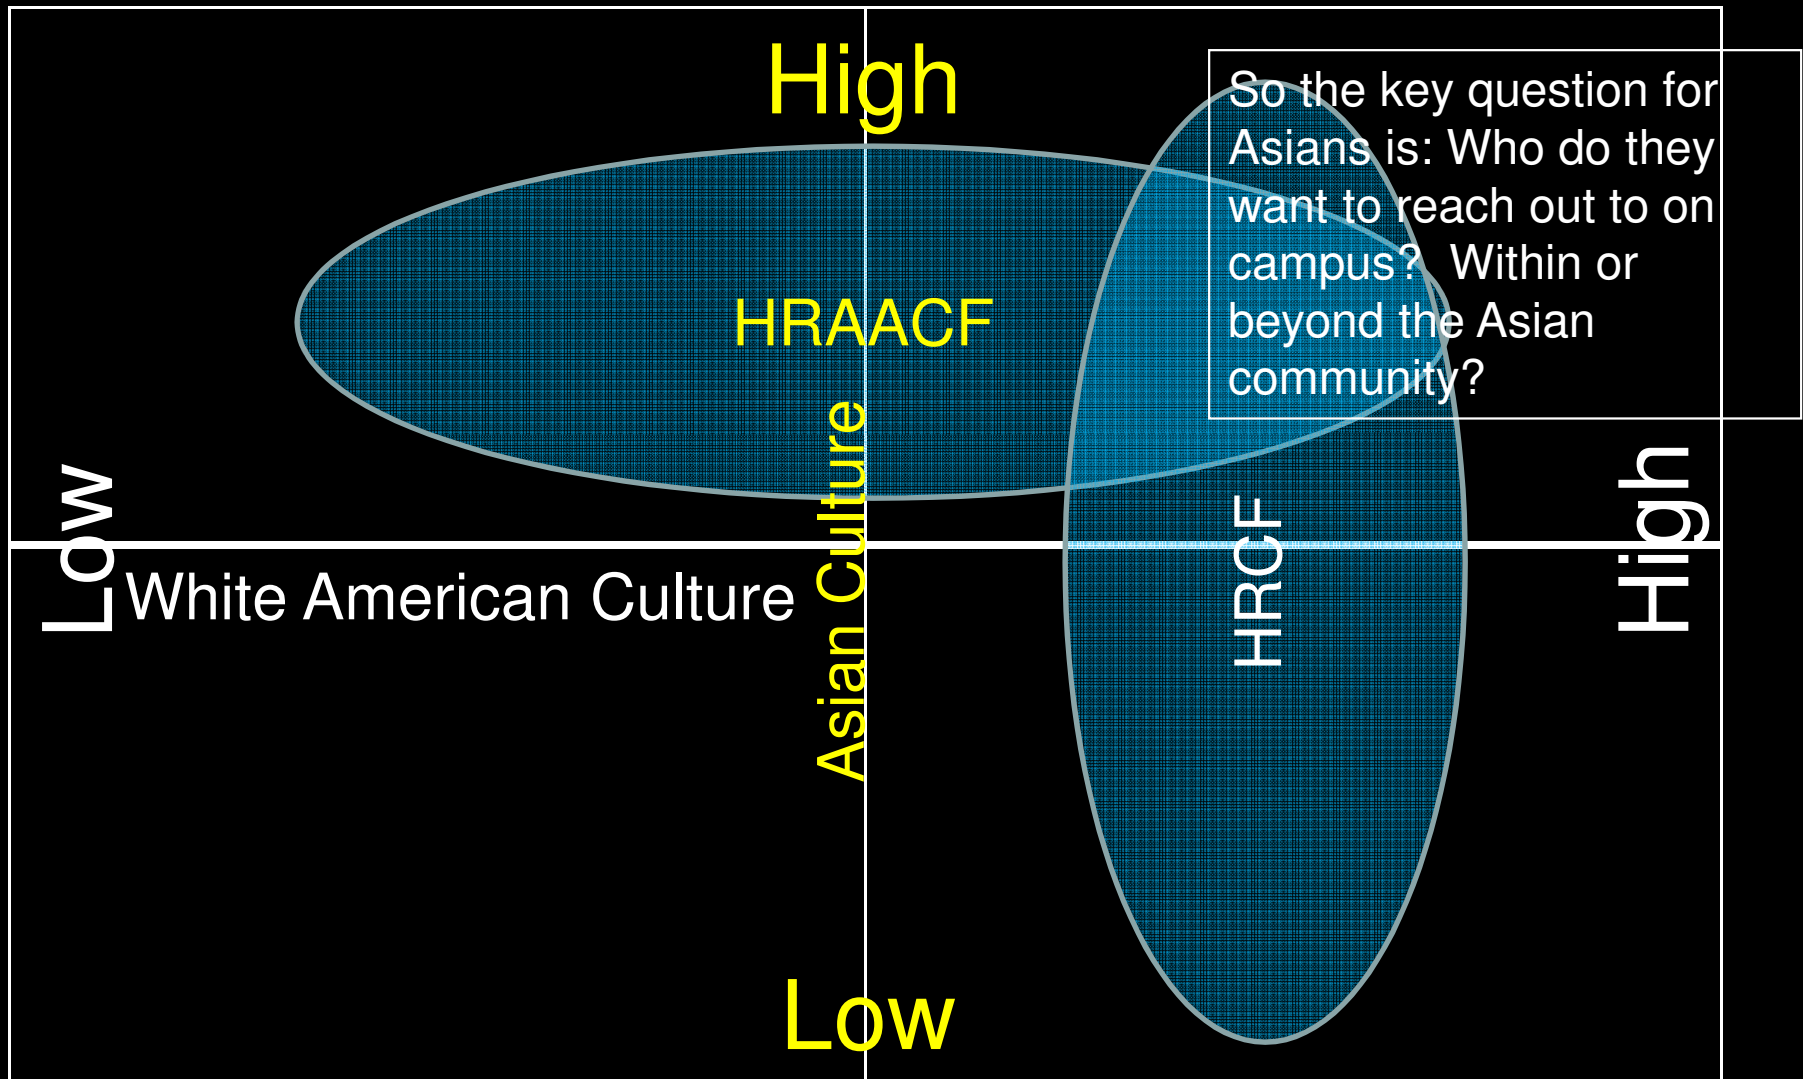 High
So the key question for
Asians is: Who do they
want to reach out to on
campus?  Within or
beyond the Asian
community?
HRAACF
Low
White American Culture
Asian Culture
HRCF
High
Low